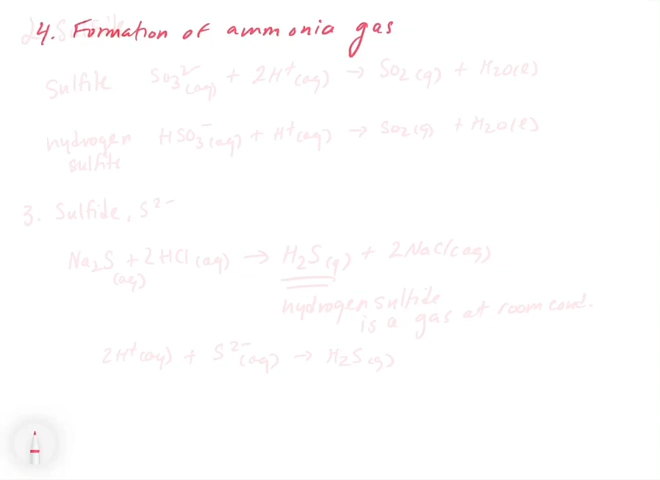 4. Formation of ammonia gas
Sulfite SO₃²⁻(aq) + 2H⁺(aq) → SO₂(g) + H₂O(l)
hydrogen sulfite HSO₃⁻(aq) + H⁺(aq) → SO₂(g) + H₂O(l)
3. Sulfide, S²⁻
Na₂S(aq) + 2HCl(aq) → H₂S(g) + 2NaCl(aq)
hydrogen sulfide
is a gas at room cond.
2H⁺(aq) + S²⁻(aq) → H₂S(g)